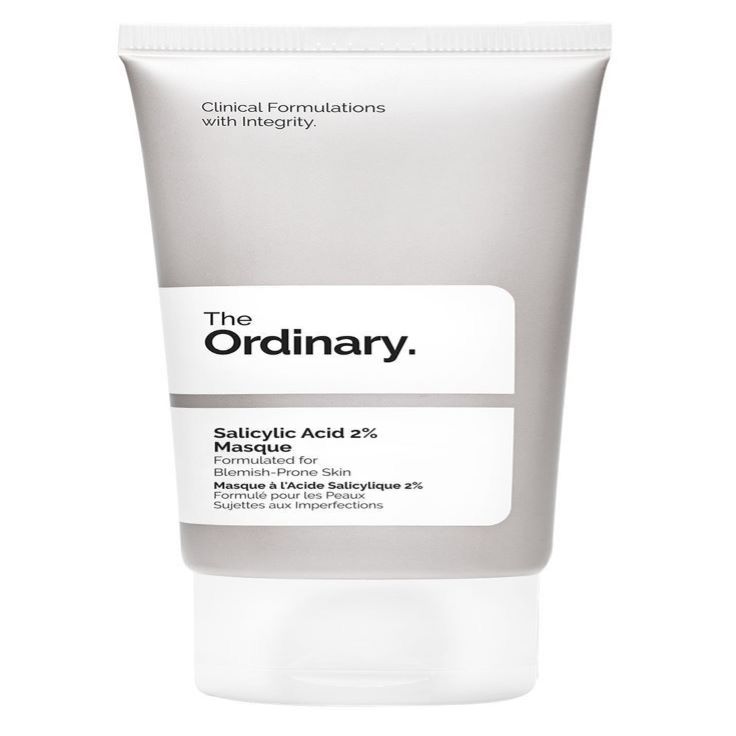 Clinical Formulations
with Integrity.
The
Ordinary.
Salicylic Acid 2%
Masque
Formulated for
Blemish-Prone Skin
Masque à l'Acide Salicylique 2%
Formulé pour les Peaux
Sujettes aux Imperfections